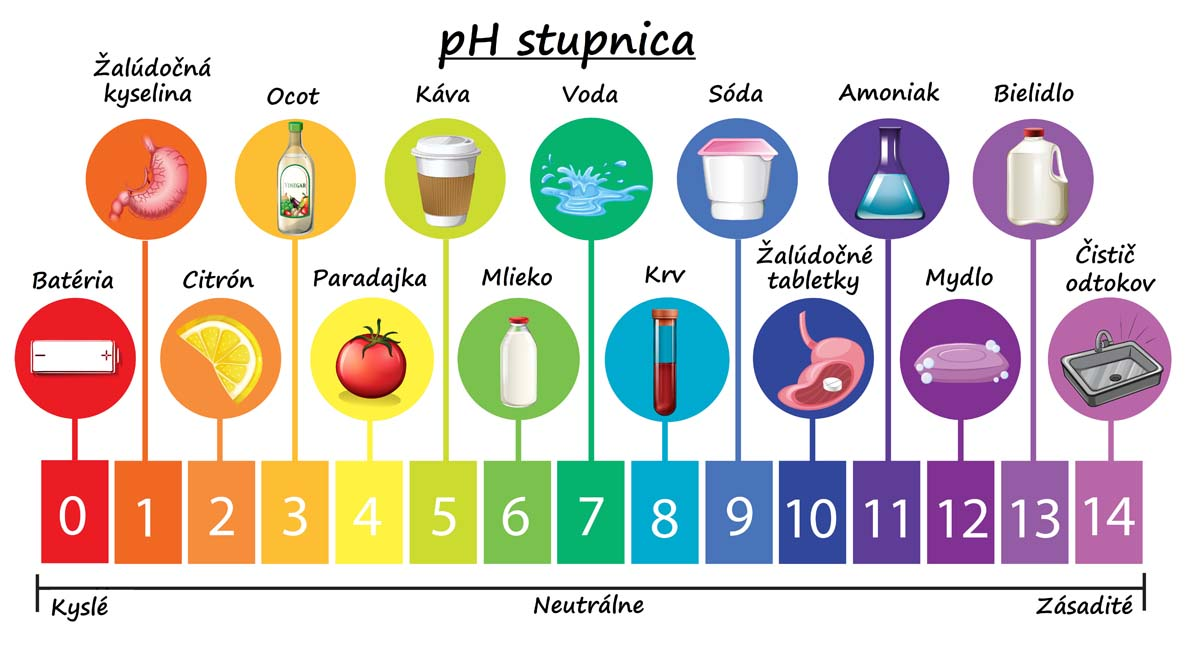 pH stupnica
Žalúdočná
kyselina
Ocot
Káva
Voda
Sóda
Amoniak
Bielidlo
VINEGAR
Batéria
Citrón
Paradajka
Mlieko
Krv
Žalúdočné
tabletky
Mydlo
Čistič
odtokov
- +
0 1 2 3 4 5 6 7 8 9 10 11 12 13 14
Kyslé Neutrálne Zásadité